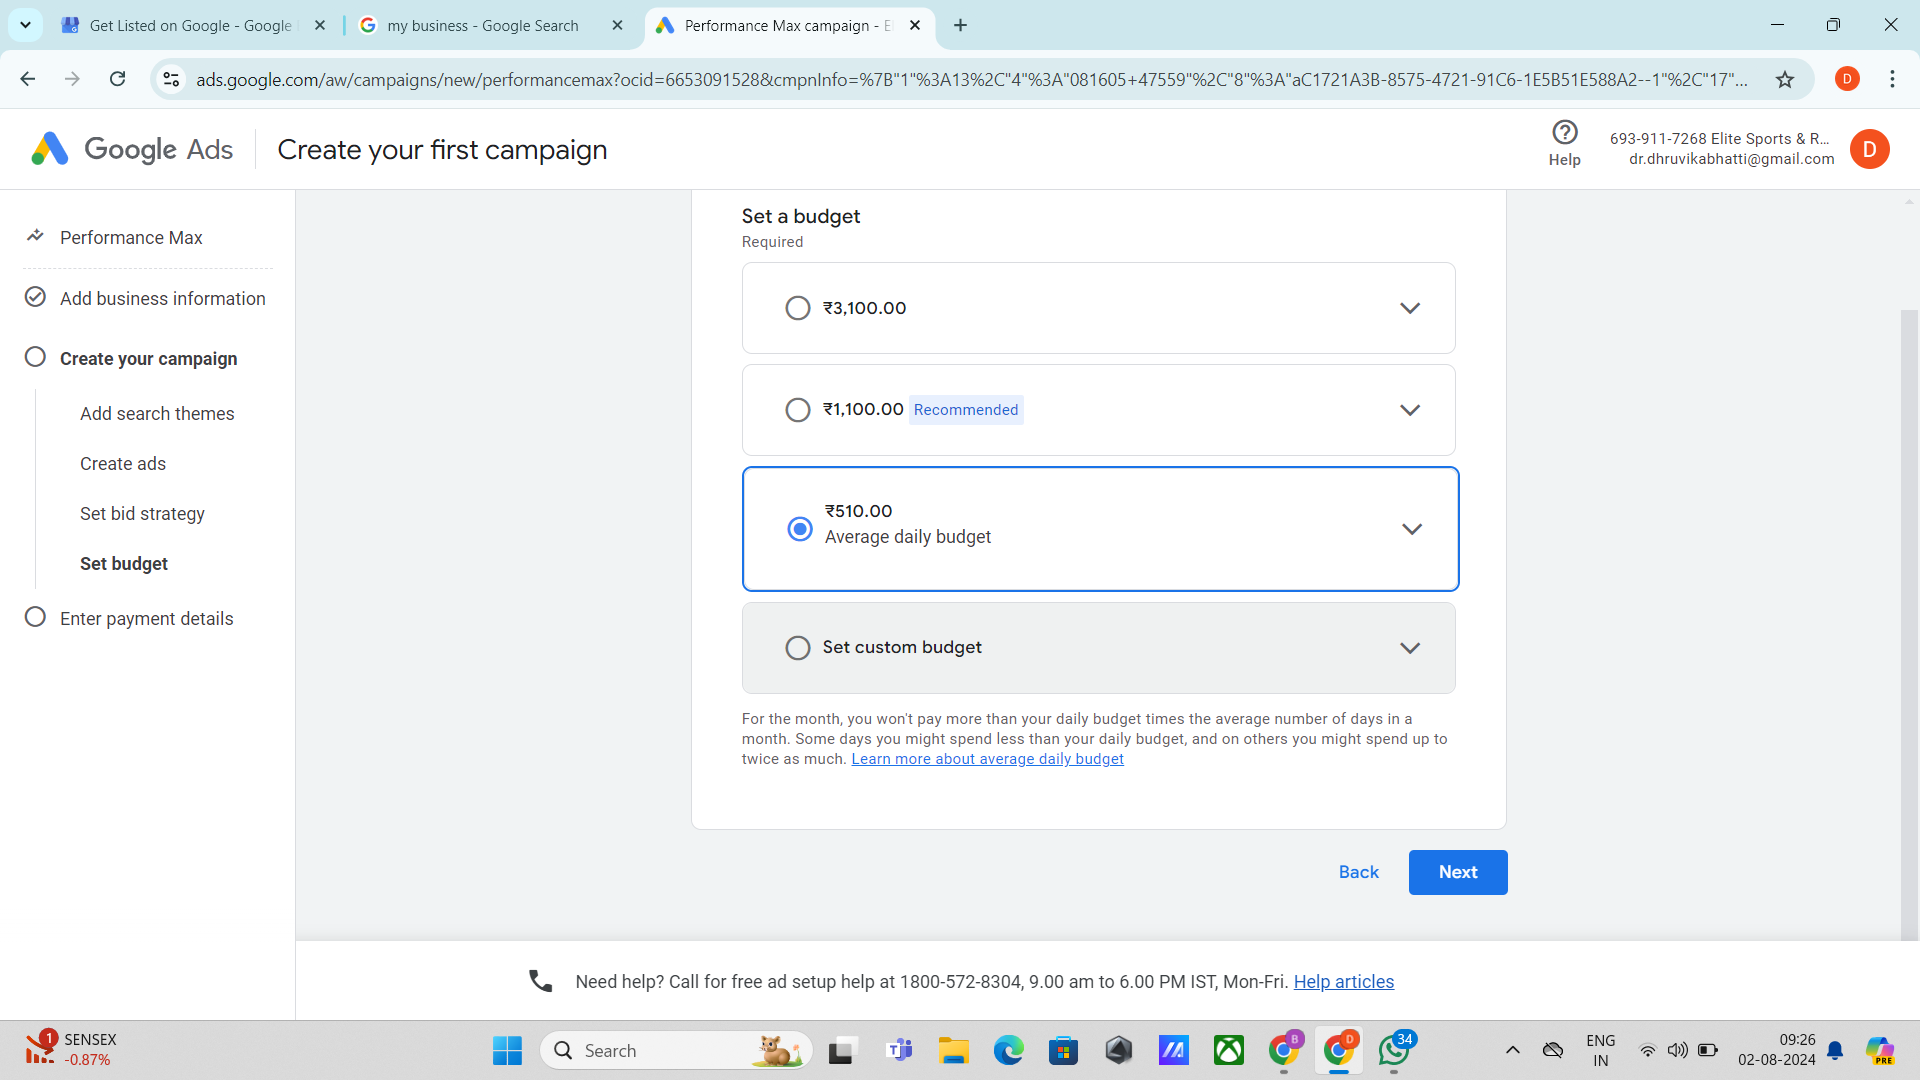 Get Listed on Google - Google
my business - Google Search
Performance Max campaign - El
ads.google.com/aw/campaigns/new/performancemax?ocid=6653091528&cmpnInfo=%7B"1"%3A13%2C"4"%3A"081605+47559"%2C"8"%3A"aC1721A3B-8575-4721-91C6-1E5B51E588A2--1"%2C"17"...
D
Google Ads
Create your first campaign
Help
693-911-7268 Elite Sports & R...
dr.dhruvikabhatti@gmail.com
D
Performance Max
Add business information
Create your campaign
Add search themes
Create ads
Set bid strategy
Set budget
Enter payment details
Set a budget
Required
₹3,100.00
₹1,100.00 Recommended
₹510.00
Average daily budget
Set custom budget
For the month, you won't pay more than your daily budget times the average number of days in a
month. Some days you might spend less than your daily budget, and on others you might spend up to
twice as much. Learn more about average daily budget
Back
Next
Need help? Call for free ad setup help at 1800-572-8304, 9.00 am to 6.00 PM IST, Mon-Fri. Help articles
1
SENSEX
-0.87%
Search
B
D
34
ENG
IN
09:26
02-08-2024
PRE